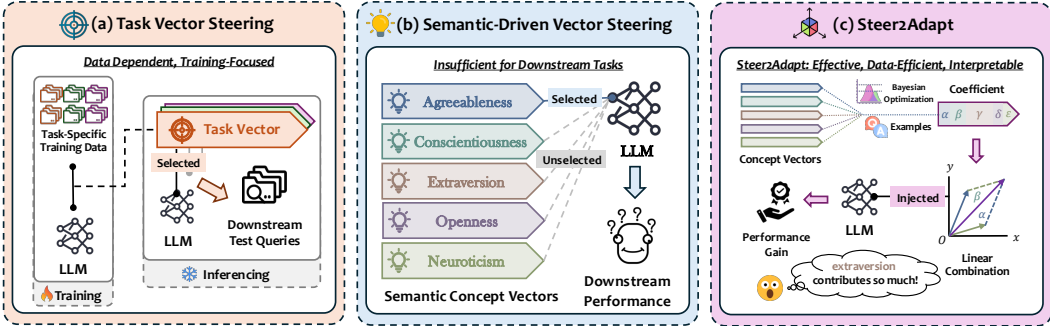 (a) Task Vector Steering
Data Dependent, Training-Focused
Task-Specific
Training Data
LLM
Training
Task Vector
Selected
LLM
Downstream
Test Queries
Inferencing
(b) Semantic-Driven Vector Steering
Insufficient for Downstream Tasks
Agreeableness
Conscientiousness
Extraversion
Openness
Neuroticism
Semantic Concept Vectors
Selected
Unselected
LLM
? ? ? ?
Downstream
Performance
(c) Steer2Adapt
Steer2Adapt: Effective, Data-Efficient, Interpretable
Concept Vectors
Bayesian
Optimization
Q A
Examples
Coefficient
α β γ δ ε
y
β
α
O
x
Linear
Combination
Injected
LLM
Performance
Gain
extraversion
contributes so much!